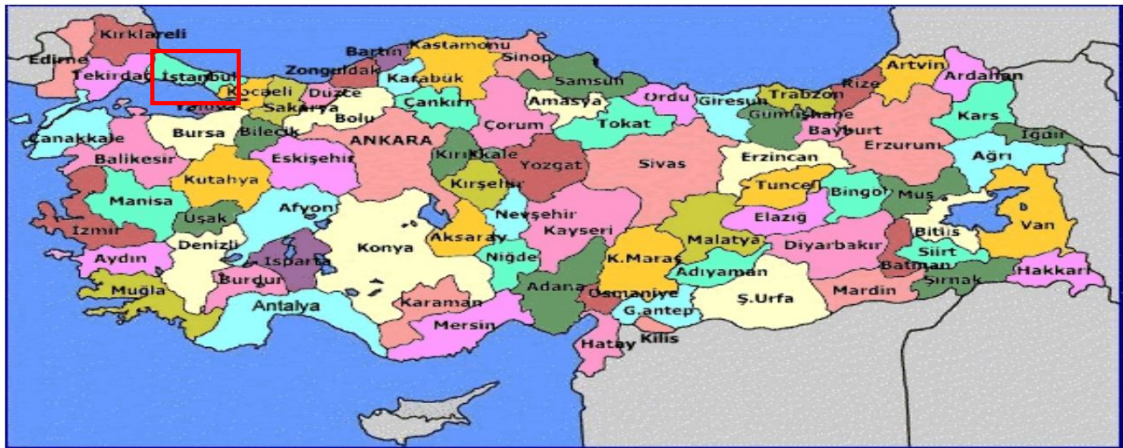 Kırklareli
Edirne
Tekirdağ
İstanbul
Kocaeli
Yalova
Sakarya
Düzce
Zonguldak
Bartın
Karabük
Kastamonu
Sinop
Samsun
Ordu
Giresun
Trabzon
Rize
Artvin
Ardahan
Kars
Iğdır
Gümüşhane
Bayburt
Erzurum
Ağrı
Çanakkale
Balikesir
Bursa
Bilecik
Bolu
Çankırı
Çorum
Amasya
Tokat
ANKARA
Kırıkkale
Yozgat
Sivas
Erzincan
Eskişehir
Kutahya
Kırşehir
Tunceli
Bingöl
Muş
Manisa
Uşak
Afyon
Nevşehir
Kayseri
Malatya
Elazığ
Bitlis
Van
İzmir
Denizli
Isparta
Konya
Aksaray
Niğde
K.Maraş
Adıyaman
Diyarbakır
Batman
Siirt
Şırnak
Hakkari
Aydın
Muğla
Burdur
Antalya
Karaman
Mersin
Adana
Osmaniye
G.antep
Ş.Urfa
Mardin
Hatay
Kilis